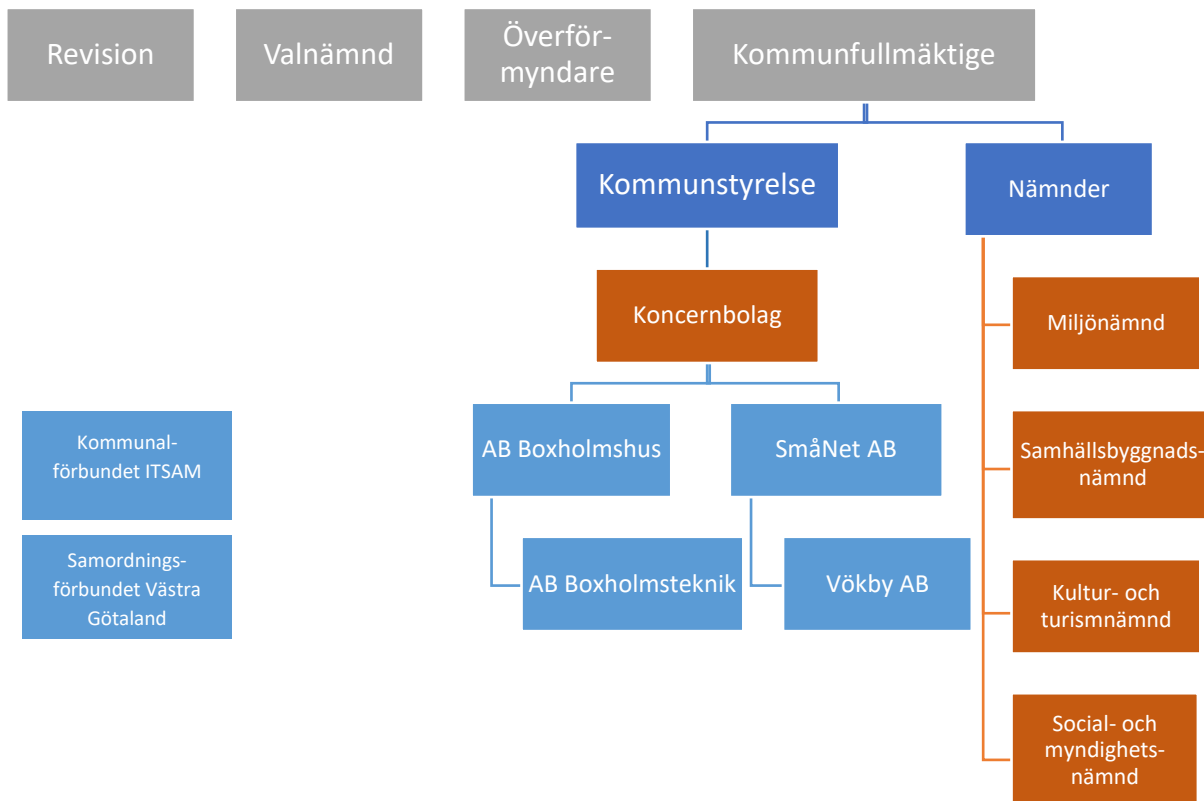 Revision
Valnämnd
Överför-
myndare
Kommunfullmäktige
Kommunstyrelse
Nämnder
Koncernbolag
Miljönämnd
Kommunal-
förbundet ITSAM
AB Boxholmshus
SmåNet AB
Samhällsbyggnads-
nämnd
Samordnings-
förbundet Västra
Götaland
AB Boxholmsteknik
Vökby AB
Kultur- och
turismnämnd
Social- och
myndighets-
nämnd